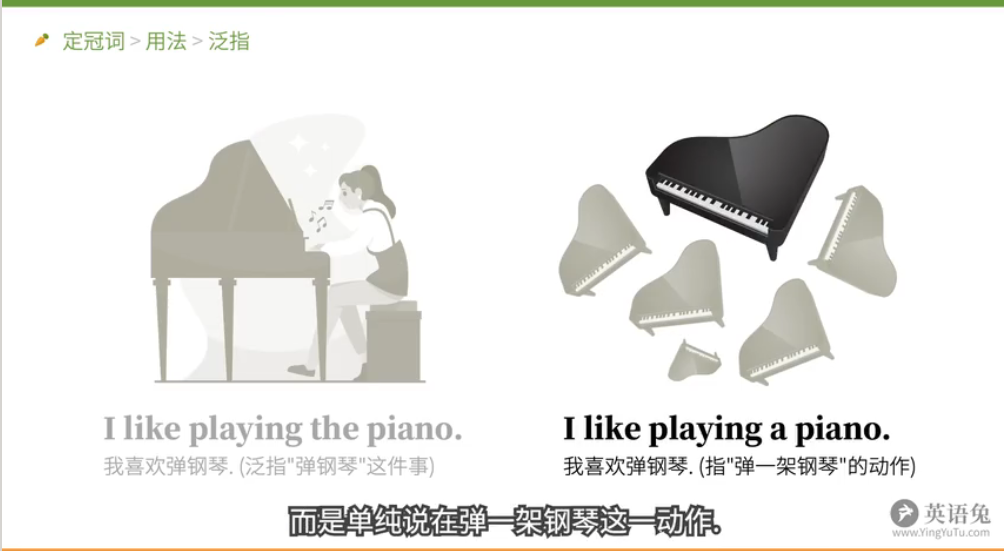 定冠词 > 用法 > 泛指
I like playing the piano.
我喜欢弹钢琴. (泛指"弹钢琴"这件事)
I like playing a piano.
我喜欢弹钢琴. (指"弹一架钢琴"的动作)
而是单纯说在弹一架钢琴这一动作.
英语兔
www.YingYuTu.com